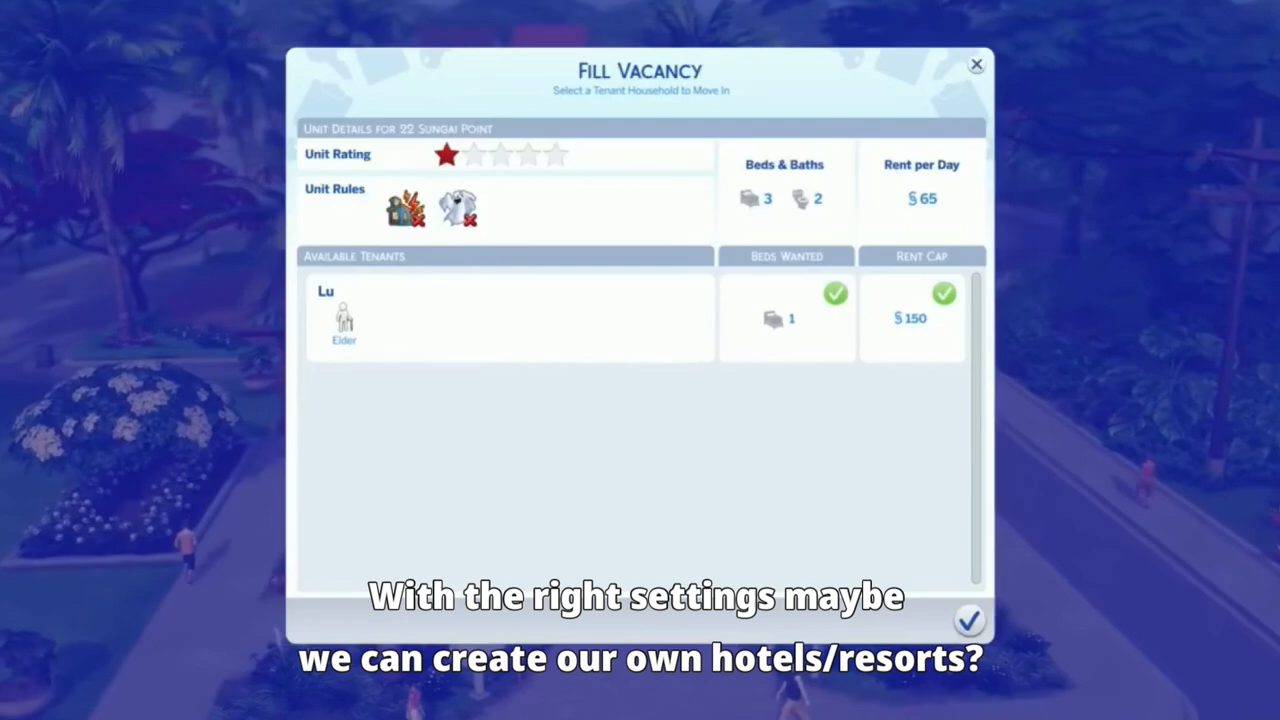 FILL VACANCY
Select a Tenant Household to Move In
UNIT DETAILS FOR 22 SUNGAI POINT
Unit Rating
Beds & Baths
Rent per Day
Unit Rules
3 2
§65
AVAILABLE TENANTS
BEDS WANTED
RENT CAP
Lu
Elder
1
§150
With the right settings maybe
we can create our own hotels/resorts?